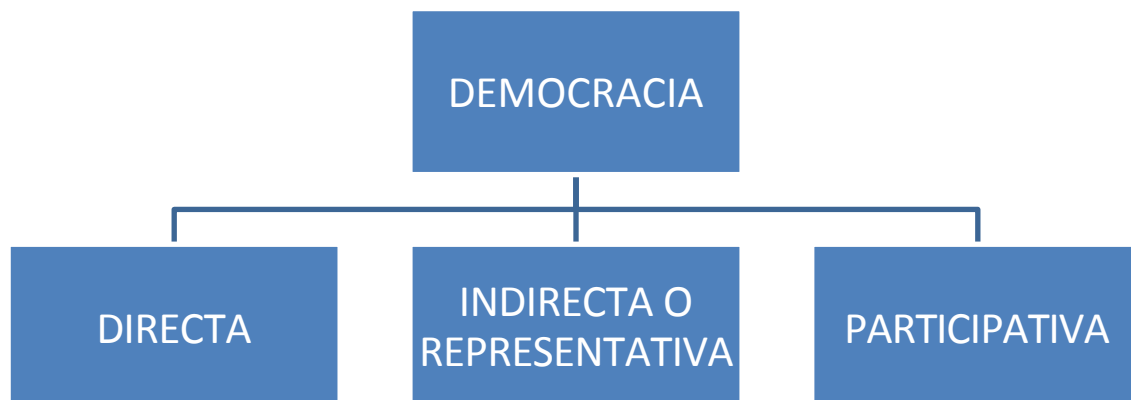 DEMOCRACIA
DIRECTA
INDIRECTA O
REPRESENTATIVA
PARTICIPATIVA